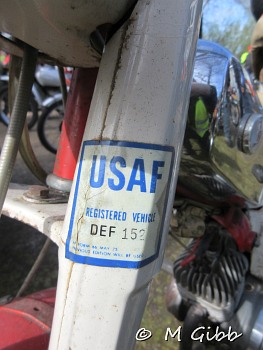 USAF
REGISTERED VEHICLE
DEF 152
© M Gibb